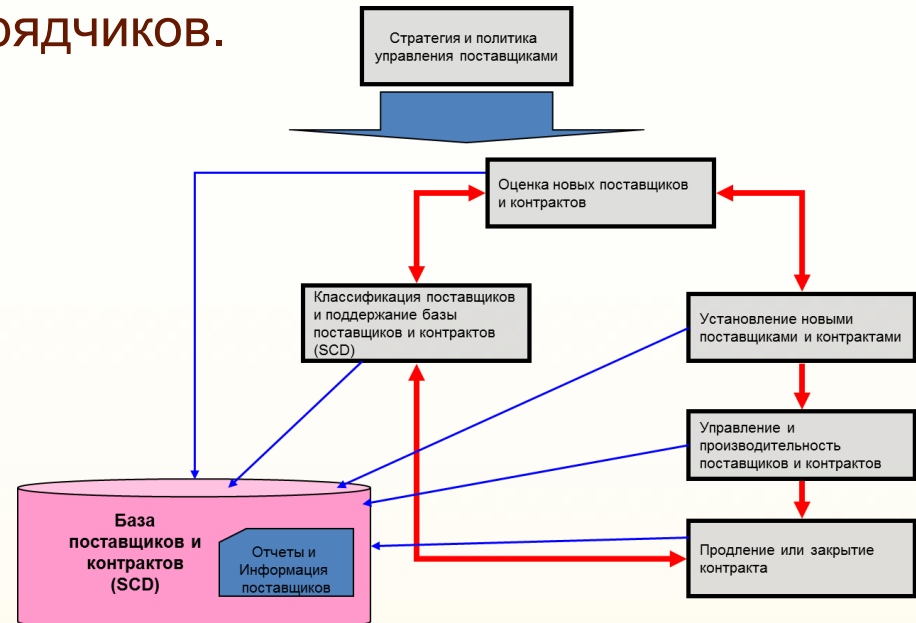 рядчиков.
Стратегия и политика
управления поставщиками
Оценка новых поставщиков
и контрактов
Классификация поставщиков
и поддержание базы
поставщиков и контрактов
(SCD)
Установление новыми
поставщиками и контрактами
Управление и
производительность
поставщиков и контрактов
База
поставщиков и
контрактов
(SCD)
Отчеты и
Информация
поставщиков
Продление или закрытие
контракта